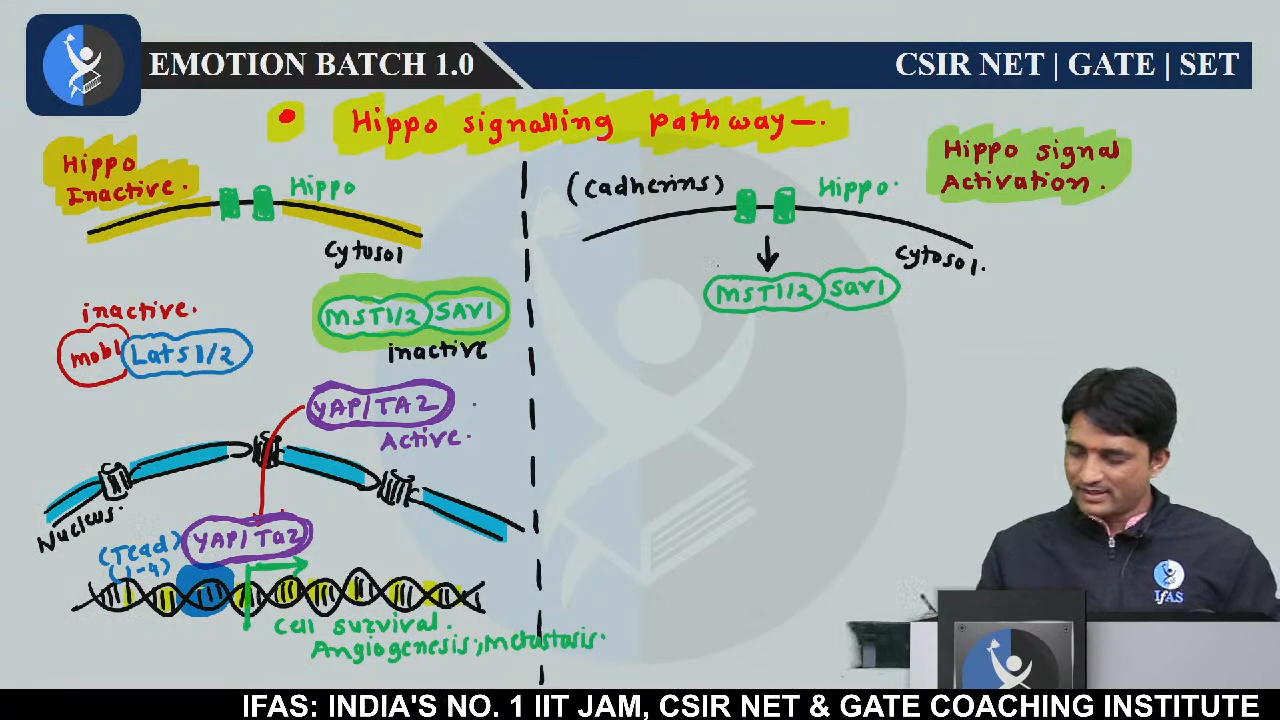 EMOTION BATCH 1.0
CSIR NET | GATE | SET
Hippo signalling pathway—.
Hippo
Inactive.
Hippo
Cytosol
inactive.
mob1 Lats1/2
MST1/2 SAV1
inactive
YAP/TAZ
Active.
Nucleus.
(Tead)
(1-4)
YAP/Taz
Cell survival.
Angiogenesis, metastasis.
Hippo signal
Activation.
(cadherins)
Hippo.
Cytosol.
MST1/2 sav1
IFAS
IFAS: INDIA'S NO. 1 IIT JAM, CSIR NET & GATE COACHING INSTITUTE